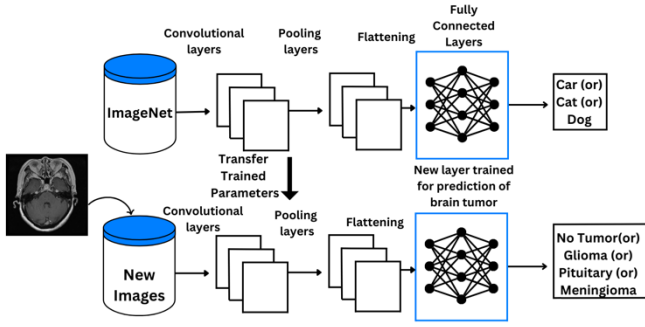 Convolutional
layers
Pooling
layers
Flattening
Fully
Connected
Layers
ImageNet
Car (or)
Cat (or)
Dog
Transfer
Trained
Parameters
New layer trained
for prediction of
brain tumor
Convolutional
layers
Pooling
layers
Flattening
New
Images
No Tumor(or)
Glioma (or)
Pituitary (or)
Meningioma